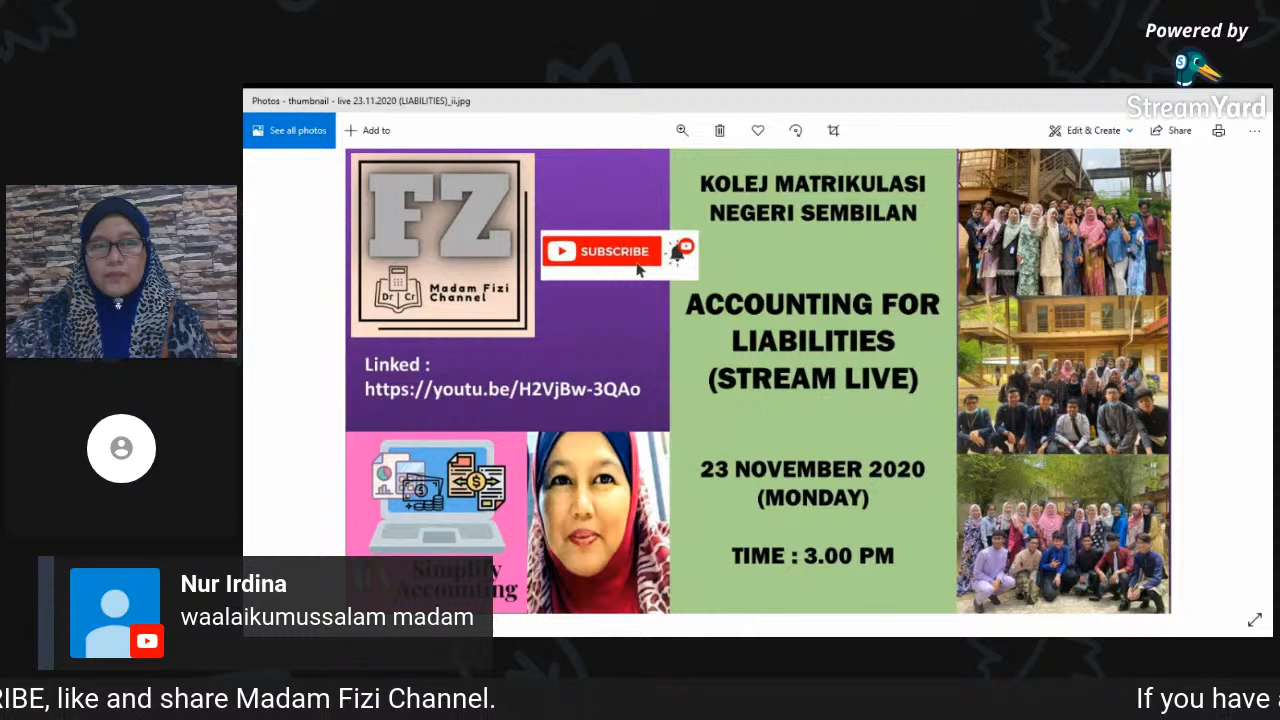 Powered by
StreamYard
Photos - thumbnail - live 23.11.2020 (LIABILITIES)_ii.jpg
See all photos
Add to
Edit & Create
Share
FZ
Dr Cr
Madam Fizi
Channel
SUBSCRIBE
Linked :
https://youtu.be/H2VjBw-3QAo
KOLEJ MATRIKULASI
NEGERI SEMBILAN
ACCOUNTING FOR
LIABILITIES
(STREAM LIVE)
23 NOVEMBER 2020
(MONDAY)
TIME : 3.00 PM
Simplify
Accounting
Nur Irdina
waalaikumussalam madam
RIBE, like and share Madam Fizi Channel.
If you have